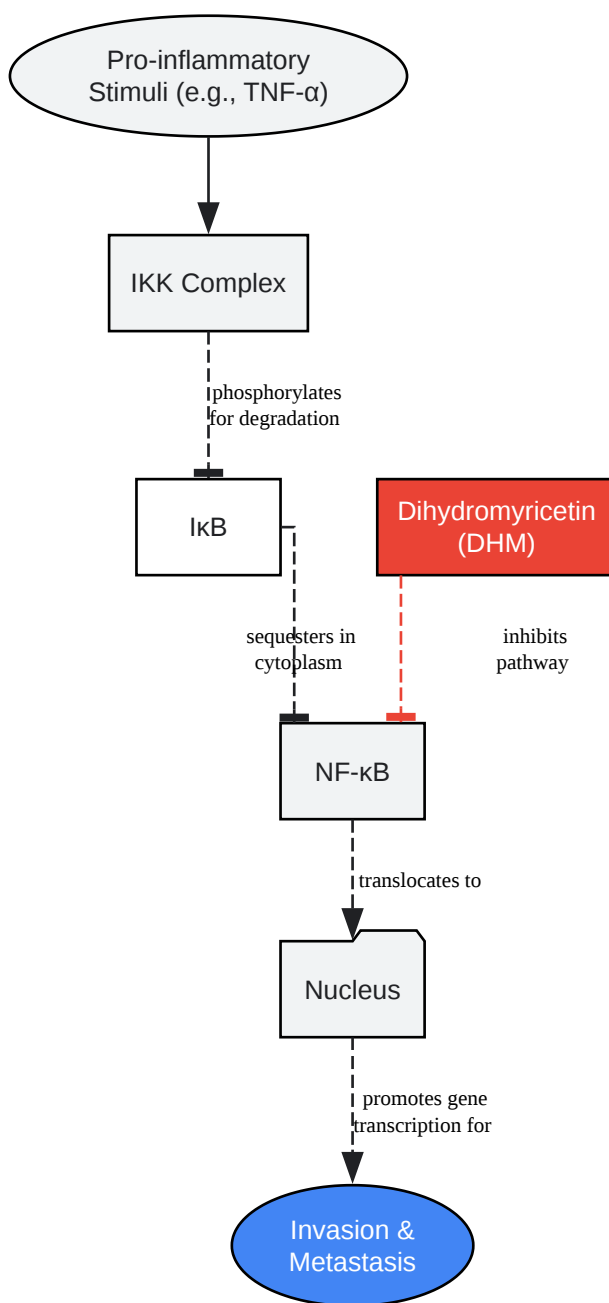 Pro-inflammatory
Stimuli (e.g., TNF-α)
IKK Complex
phosphorylates
for degradation
IκB
Dihydromyricetin
(DHM)
sequesters in
cytoplasm
inhibits
pathway
NF-κB
translocates to
Nucleus
promotes gene
transcription for
Invasion &
Metastasis